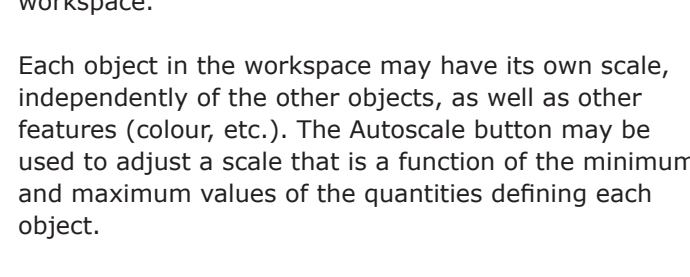 workspace.
Each object in the workspace may have its own scale,
independently of the other objects, as well as other
features (colour, etc.). The Autoscale button may be
used to adjust a scale that is a function of the minimum
and maximum values of the quantities defining each
object.